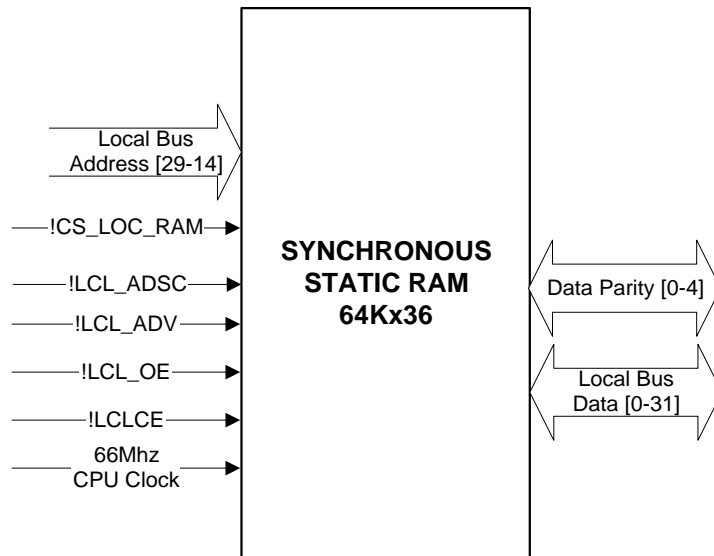 Local Bus
Address [29-14]
!CS_LOC_RAM
!LCL_ADSC
!LCL_ADV
!LCL_OE
!LCLCE
66Mhz
CPU Clock
SYNCHRONOUS
STATIC RAM
64Kx36
Data Parity [0-4]
Local Bus
Data [0-31]